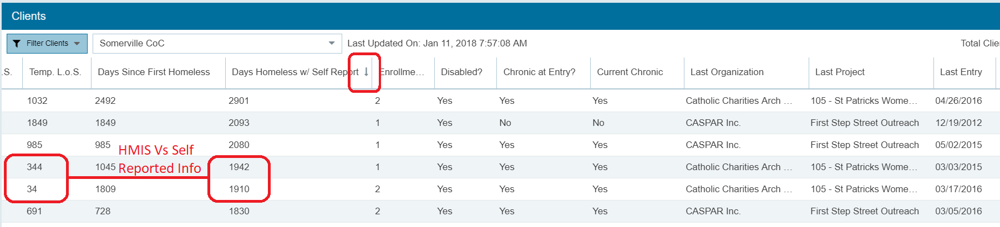 Clients
Filter Clients Somerville CoC Last Updated On: Jan 11, 2018 7:57:08 AM Total Clie
.S. Temp. L.o.S. Days Since First Homeless Days Homeless w/ Self Report Enrollme... Disabled? Chronic at Entry? Current Chronic Last Organization Last Project Last Entry
1032 2492 2901 2 Yes Yes Yes Catholic Charities Arch ... 105 - St Patricks Wome... 04/26/2016
1849 1849 2093 1 Yes No No CASPAR Inc. First Step Street Outreach 12/19/2012
985 985 2080 1 Yes Yes Yes CASPAR Inc. First Step Street Outreach 05/02/2015
HMIS Vs Self
Reported Info
344 1045 1942 1 Yes Yes Yes Catholic Charities Arch ... 105 - St Patricks Wome... 03/03/2015
34 1809 1910 2 Yes Yes Yes Catholic Charities Arch ... 105 - St Patricks Wome... 03/17/2016
691 728 1830 2 Yes Yes Yes CASPAR Inc. First Step Street Outreach 03/05/2016